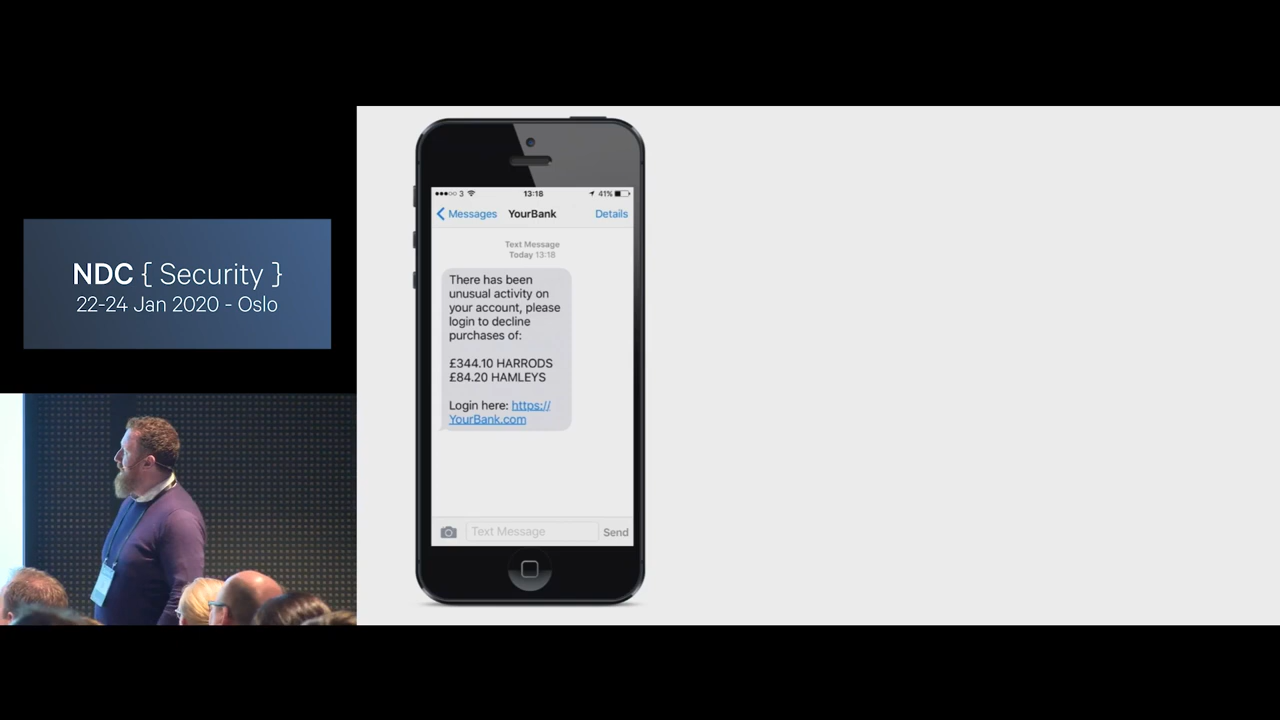 NDC { Security }
22-24 Jan 2020 - Oslo
3
13:18
41%
Messages
YourBank
Details
Text Message
Today 13:18
There has been
unusual activity on
your account, please
login to decline
purchases of:
£344.10 HARRODS
£84.20 HAMLEYS
Login here: https://
YourBank.com
Text Message
Send